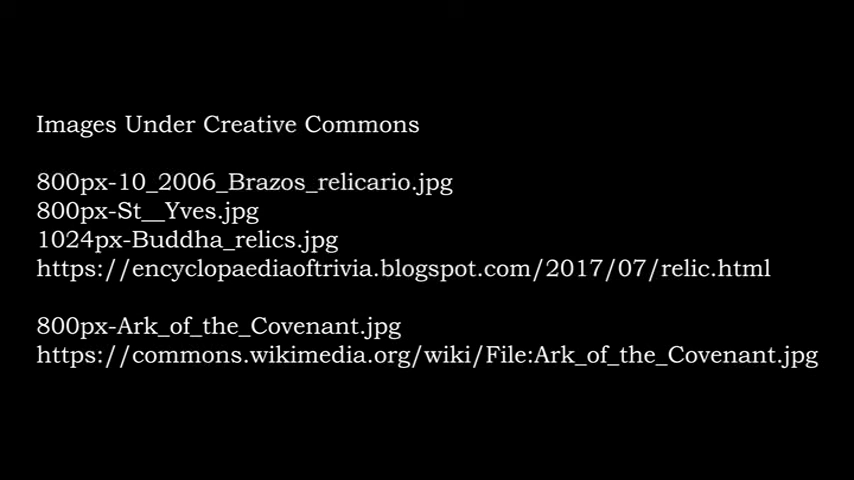 Images Under Creative Commons
800px-10_2006_Brazos_relicario.jpg
800px-St__Yves.jpg
1024px-Buddha_relics.jpg
https://encyclopaediaoftrivia.blogspot.com/2017/07/relic.html
800px-Ark_of_the_Covenant.jpg
https://commons.wikimedia.org/wiki/File:Ark_of_the_Covenant.jpg